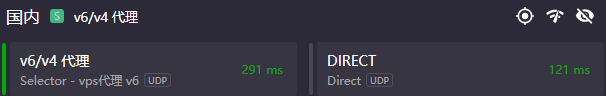 国内 S v6/v4 代理
v6/v4 代理
Selector - vps代理 v6 UDP
291 ms
DIRECT
Direct UDP
121 ms